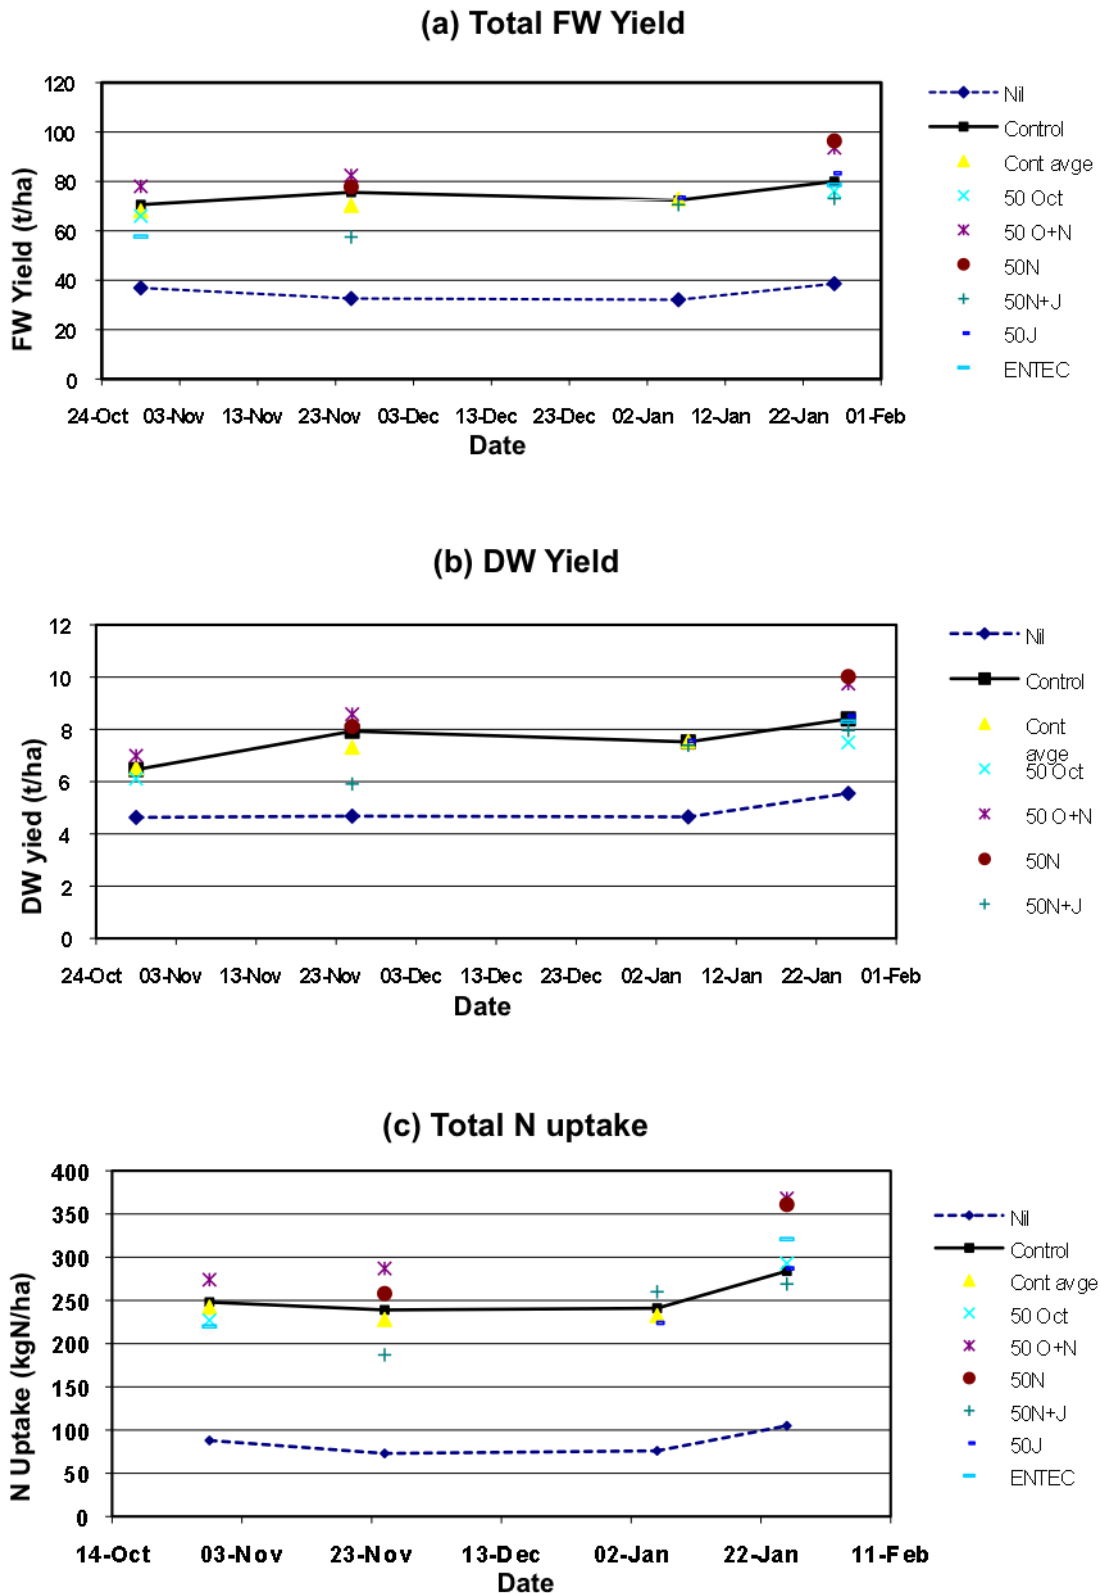 (a) Total FW Yield
120
100
80
60
40
20
0
FW Yield (t/ha)
24-Oct 03-Nov 13-Nov 23-Nov 03-Dec 13-Dec 23-Dec 02-Jan 12-Jan 22-Jan 01-Feb
Date
Nil
Control
Cont avge
50 Oct
50 O+N
50N
50N+J
50J
ENTEC
(b) DW Yield
12
10
8
6
4
2
0
DW yied (t/ha)
24-Oct 03-Nov 13-Nov 23-Nov 03-Dec 13-Dec 23-Dec 02-Jan 12-Jan 22-Jan 01-Feb
Date
Nil
Control
Cont
avge
50 Oct
50 O+N
50N
50N+J
(c) Total N uptake
400
350
300
250
200
150
100
50
0
N Uptake (kgN/ha)
14-Oct 03-Nov 23-Nov 13-Dec 02-Jan 22-Jan 11-Feb
Date
Nil
Control
Cont avge
50 Oct
50 O+N
50N
50N+J
50J
ENTEC